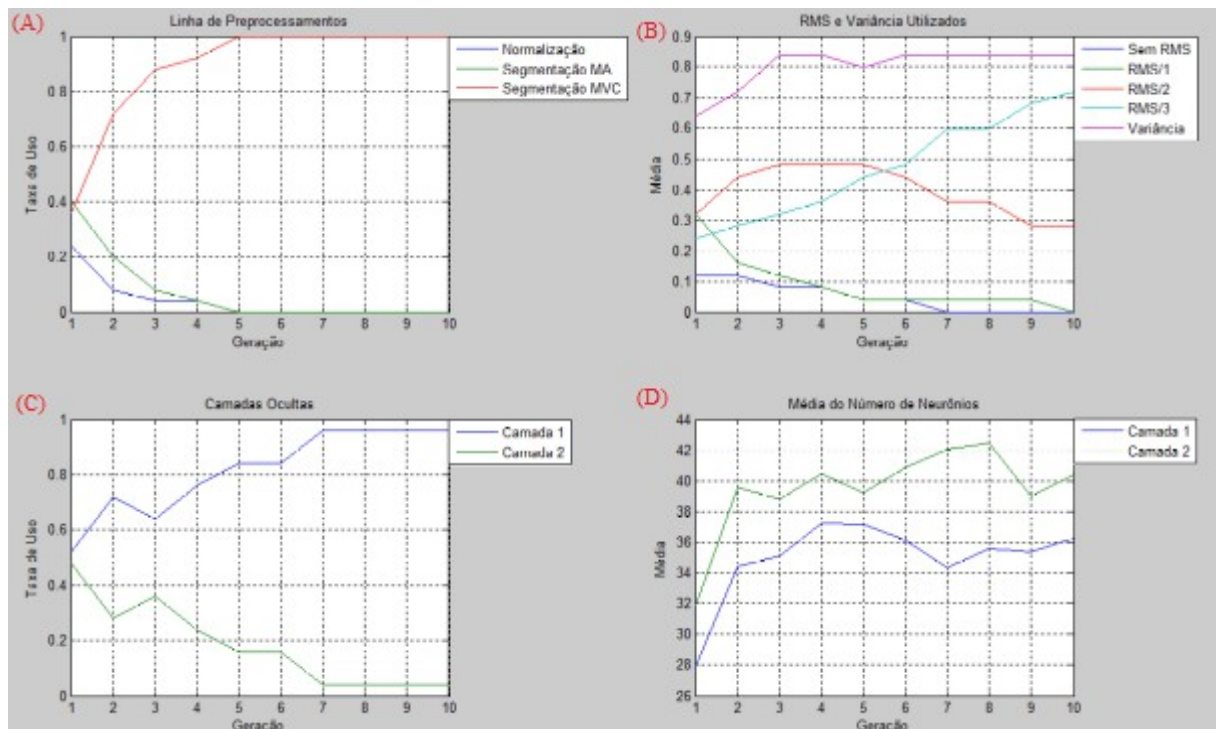 (A)
Linha de Preprocessamentos
1
0.8
0.6
0.4
0.2
0
Taxa de Uso
1 2 3 4 5 6 7 8 9 10
Geração
Normalização
Segmentação MA
Segmentação MVC
(B)
RMS e Variância Utilizados
0.9
0.8
0.7
0.6
0.5
0.4
0.3
0.2
0.1
0
Média
1 2 3 4 5 6 7 8 9 10
Geração
Sem RMS
RMS/1
RMS/2
RMS/3
Variância
(C)
Camadas Ocultas
1
0.8
0.6
0.4
0.2
0
Taxa de Uso
1 2 3 4 5 6 7 8 9 10
Geração
Camada 1
Camada 2
(D)
Média do Número de Neurônios
44
42
40
38
36
34
32
30
28
26
Média
1 2 3 4 5 6 7 8 9 10
Geração
Camada 1
Camada 2